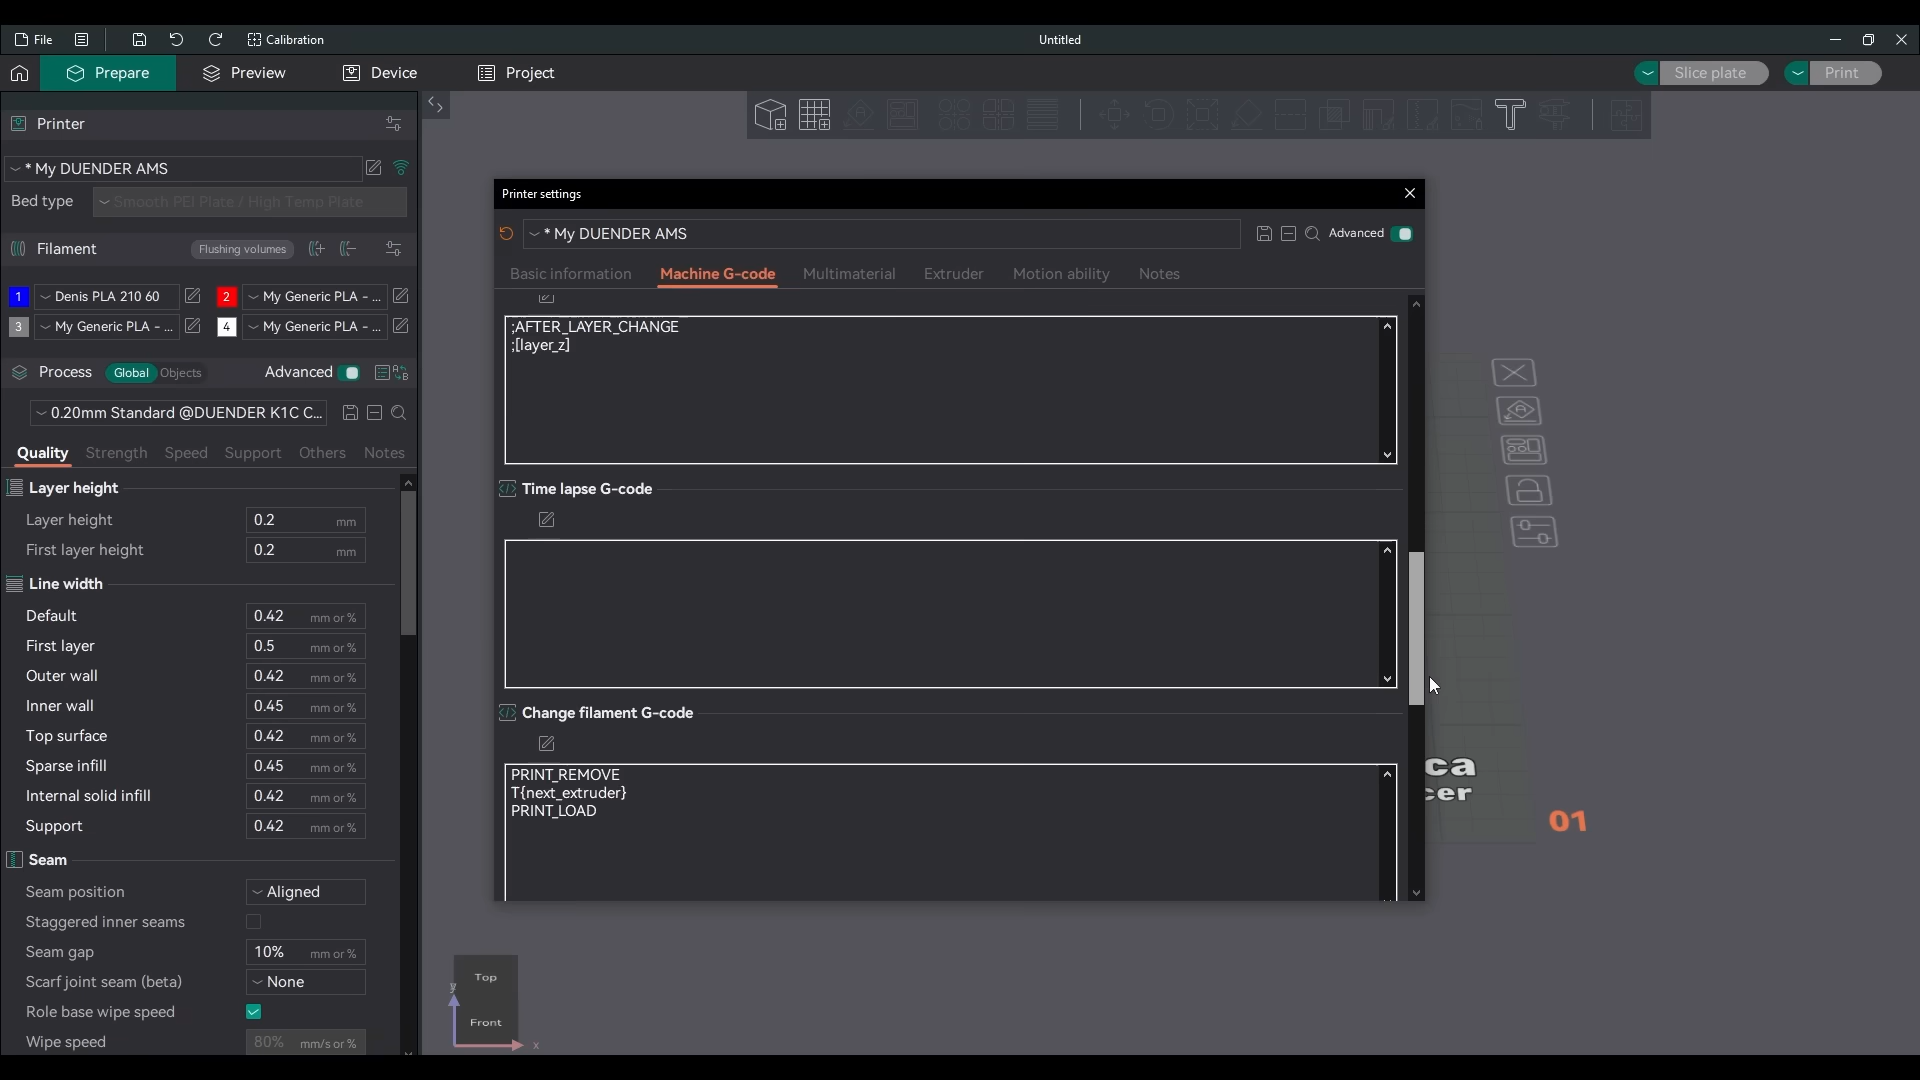 File
Calibration
Untitled
Prepare
Preview
Device
Project
Slice plate
Print
Printer
* My DUENDER AMS
Bed type
Smooth PEI Plate / High Temp Plate
Filament
Flushing volumes
1 Denis PLA 210 60
2 My Generic PLA - ...
3 My Generic PLA - ...
4 My Generic PLA - ...
Process
Global
Objects
Advanced
0.20mm Standard @DUENDER K1C C...
Quality
Strength
Speed
Support
Others
Notes
Layer height
Layer height 0.2 mm
First layer height 0.2 mm
Line width
Default 0.42 mm or %
First layer 0.5 mm or %
Outer wall 0.42 mm or %
Inner wall 0.45 mm or %
Top surface 0.42 mm or %
Sparse infill 0.45 mm or %
Internal solid infill 0.42 mm or %
Support 0.42 mm or %
Seam
Seam position Aligned
Staggered inner seams
Seam gap 10% mm or %
Scarf joint seam (beta) None
Role base wipe speed
Wipe speed 80% mm/s or %
Printer settings
* My DUENDER AMS
Advanced
Basic information
Machine G-code
Multimaterial
Extruder
Motion ability
Notes
;AFTER_LAYER_CHANGE
;[layer_z]
Time lapse G-code
Change filament G-code
PRINT_REMOVE
T{next_extruder}
PRINT_LOAD
ca
cer
01
Top
Front
y
x